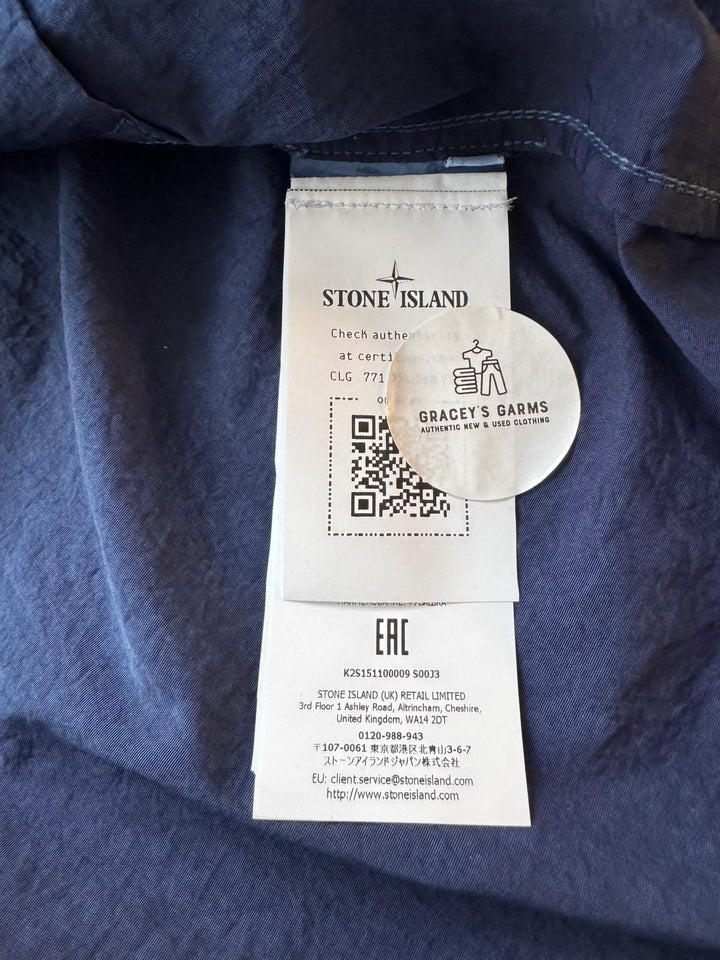 STONE ISLAND
Check authenticity
at certilogo.com
CLG 771
GRACEY'S GARMS
AUTHENTIC NEW & USED CLOTHING
EAC
K2S151100009 S00J3
STONE ISLAND (UK) RETAIL LIMITED
3rd Floor 1 Ashley Road, Altrincham, Cheshire,
United Kingdom, WA14 2DT
0120-988-943
〒107-0061 東京都港区北青山3-6-7
ストーンアイランドジャパン株式会社
EU: client.service@stoneisland.com
http://www.stoneisland.com